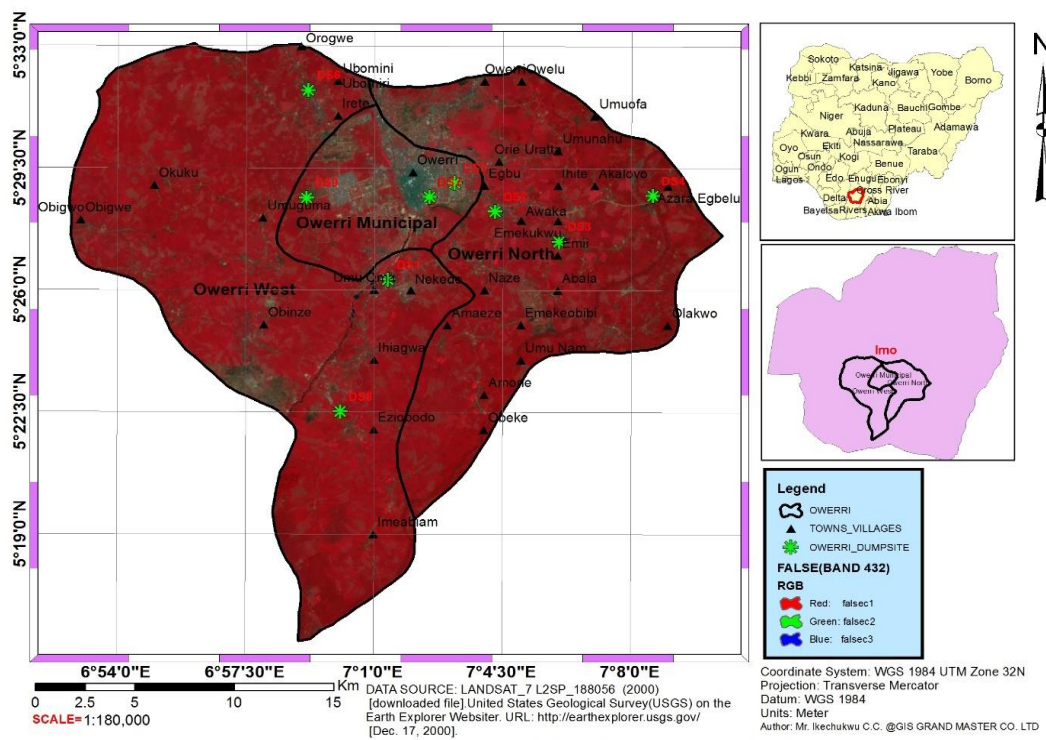 5°33'0"N
5°29'30"N
5°26'0"N
5°22'30"N
5°19'0"N
Orogwe
Ubomini
Ubomiri
Irete
OwerriOwelu
Umuofa
Orie Uratta
Umunahu
Owerri
Egbu
Ihite
Akalovo
Okuku
Azara Egbelu
ObigwoObigwe
Umuguma
Owerri Municipal
Awaka
Emekukwu
DS3
Emii
Owerri North
Owerri West
Nekede
Naze
Abala
Obinze
Amaeze
Emekeobibi
Olakwo
Ihiagwa
Umu Nam
Eziobodo
Obeke
Imeabiam
6°54'0"E
6°57'30"E
7°1'0"E
7°4'30"E
7°8'0"E
Km
0 2.5 5 10 15
SCALE= 1:180,000
DATA SOURCE: LANDSAT_7 L2SP_188056 (2000)
[downloaded file].United States Geological Survey(USGS) on the
Earth Explorer Websiter. URL: http://earthexplorer.usgs.gov/
[Dec. 17, 2000].
N
Sokoto
Katsina
Jigawa
Yobe
Borno
Kebbi
Zamfara
Kano
Kaduna
Bauchi
Gombe
Niger
Adamawa
Kwara
Abuja
Plateau
Oyo
Ekiti
Nassarawa
Taraba
Osun
Kogi
Ogun
Ondo
Benue
Lagos
Edo
Enugu
Ebonyi
Cross River
Delta
Abia
Bayelsa
Rivers
Akwa Ibom
Imo
Owerri Municipal
Owerri North
Owerri West
Legend
OWERRI
TOWNS_VILLAGES
OWERRI_DUMPSITE
FALSE(BAND 432)
RGB
Red: falsec1
Green: falsec2
Blue: falsec3
Coordinate System: WGS 1984 UTM Zone 32N
Projection: Transverse Mercator
Datum: WGS 1984
Units: Meter
Author: Mr. Ikechukwu C.C. @GIS GRAND MASTER CO. LTD